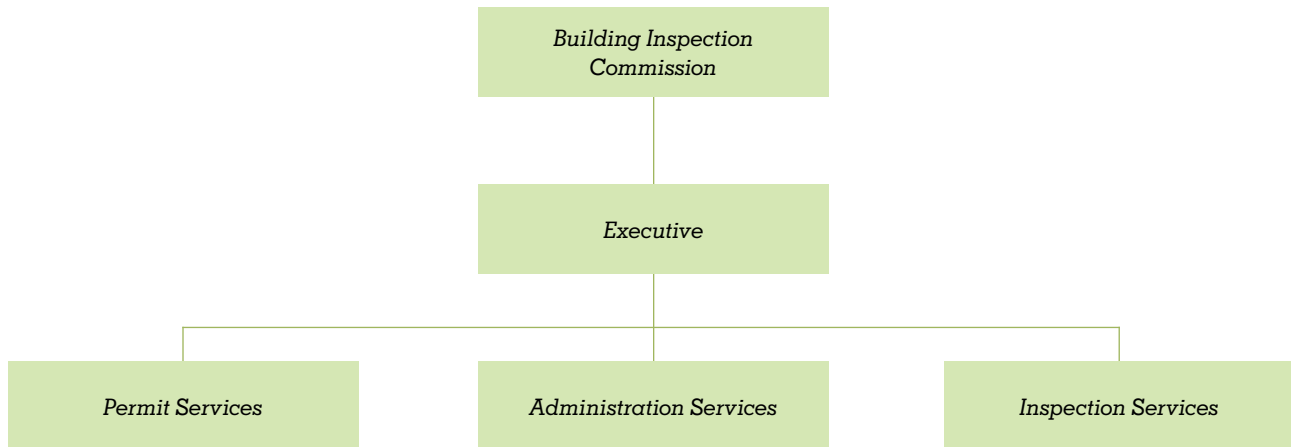 Building Inspection
Commission
Executive
Permit Services
Administration Services
Inspection Services